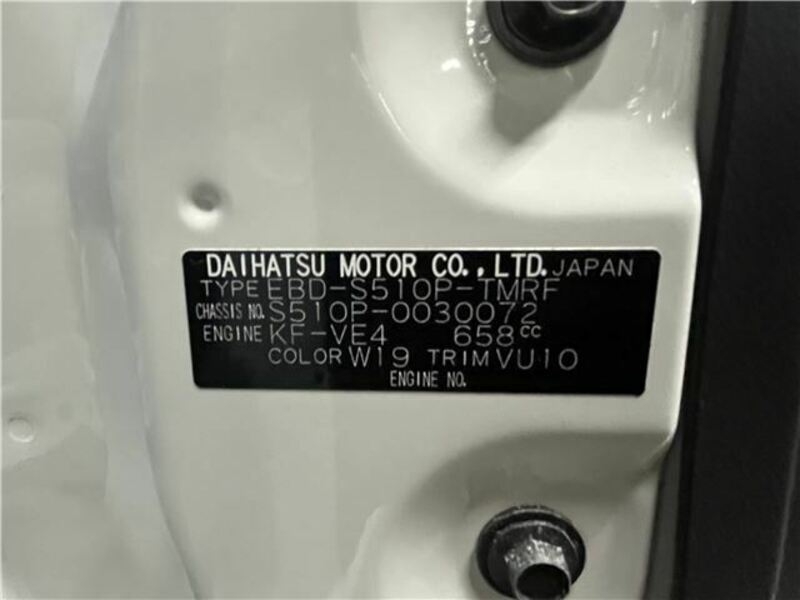 DAIHATSU MOTOR CO., LTD. JAPAN
TYPE EBD-S510P-TMRF
CHASSIS NO. S510P-0030072
ENGINE KF-VE4 658cc
COLOR W19 TRIM VU10
ENGINE NO.